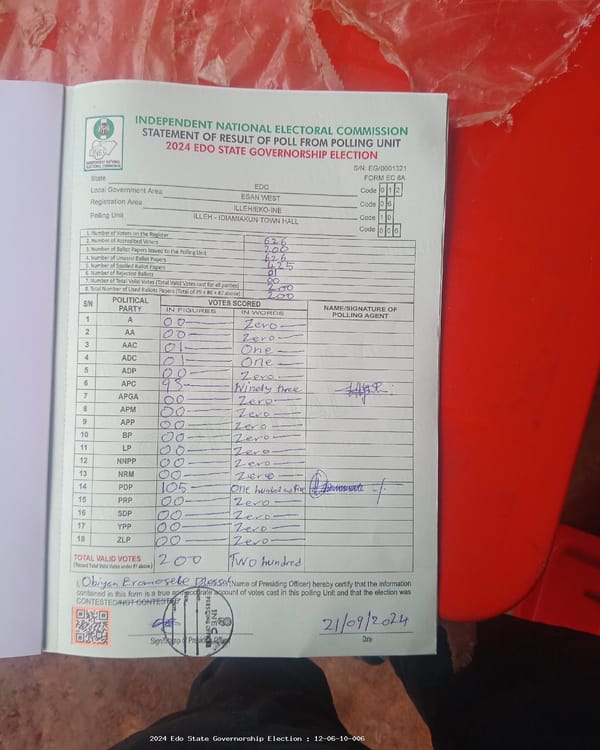 INDEPENDENT NATIONAL ELECTORAL COMMISSION
STATEMENT OF RESULT OF POLL FROM POLLING UNIT
2024 EDO STATE GOVERNORSHIP ELECTION
INDEPENDENT NATIONAL ELECTORAL COMMISSION
S/N: EG/0001321
FORM EC 8A
State EDO Code 0 1 2
Local Government Area ESAN WEST Code 0 6
Registration Area ILLEH/EKO-INE Code 1 0
Polling Unit ILLEH - IDIAMIAKUN TOWN HALL Code 0 0 6
1. Number of Voters on the Register 626
2. Number of Accredited Voters 200
3. Number of Ballot Papers Issued to the Polling Unit 626
4. Number of Unused Ballot Papers 425
5. Number of Spoiled Ballot Papers 01
6. Number of Rejected Ballots 00
7. Number of Total Valid Votes (Total Valid Votes cast for all parties) 200
8. Total Number of Used Ballots Papers (Total of #5 + #6 + #7 above) 200
S/N POLITICAL PARTY VOTES SCORED NAME/SIGNATURE OF POLLING AGENT
IN FIGURES IN WORDS
1 A 00 Zero
2 AA 00 Zero
3 AAC 01 One
4 ADC 01 One
5 ADP 00 Zero
6 APC 93 Ninety three
7 APGA 00 Zero
8 APM 00 Zero
9 APP 00 Zero
10 BP 00 Zero
11 LP 00 Zero
12 NNPP 00 Zero
13 NRM 00 Zero
14 PDP 105 One hundred and five
15 PRP 00 Zero
16 SDP 00 Zero
17 YPP 00 Zero
18 ZLP 00 Zero
TOTAL VALID VOTES 200 Two hundred
(Record Total Valid Votes under #7 above)
I, Obiyan Eromosele Blessed (Name of Presiding Officer) hereby certify that the information
contained in this form is a true and accurate account of votes cast in this polling Unit and that the election was
CONTESTED/NOT CONTESTED
INEC
21/09/2024
Signature of Presiding Officer Date
2024 Edo State Governorship Election : 12-06-10-006